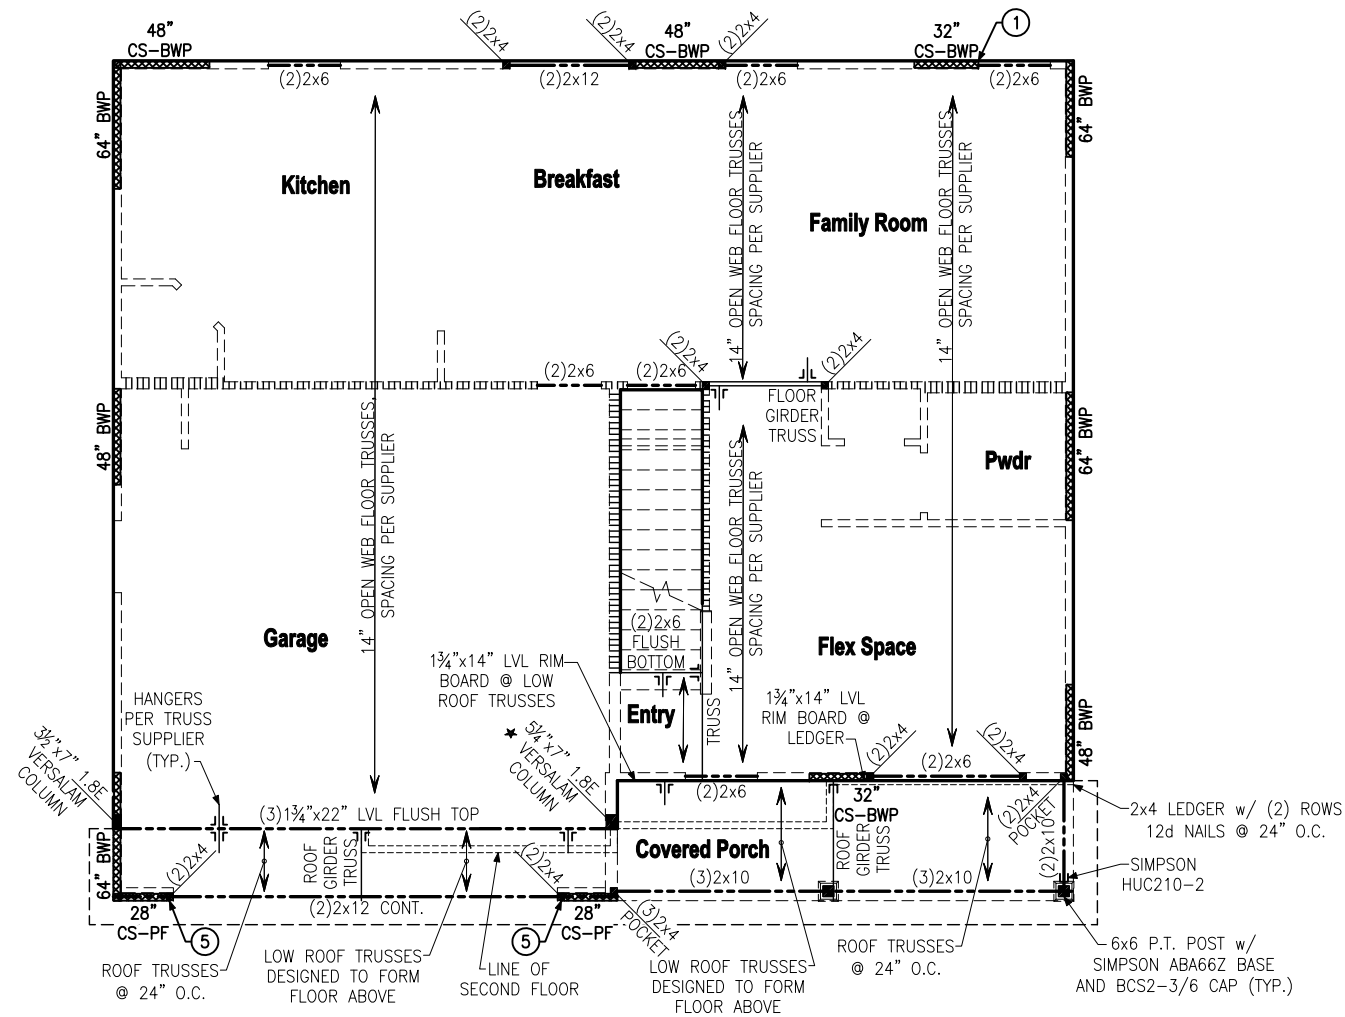 48"
CS-BWP
(2)2x4
(2)2x4
48"
CS-BWP
(2)2x4
32"
CS-BWP
1
(2)2x6
(2)2x12
(2)2x6
(2)2x6
64" BWP
64" BWP
Kitchen
Breakfast
Family Room
14" OPEN WEB FLOOR TRUSSES
SPACING PER SUPPLIER
14" OPEN WEB FLOOR TRUSSES
SPACING PER SUPPLIER
(2)2x6
(2)2x6
(2)2x4
(2)2x4
FLOOR
GIRDER
TRUSS
48" BWP
64" BWP
14" OPEN WEB FLOOR TRUSSES,
SPACING PER SUPPLIER
14" OPEN WEB FLOOR TRUSSES
SPACING PER SUPPLIER
Pwdr
Garage
(2)2x6
FLUSH
BOTTOM
Flex Space
1¾"x14" LVL RIM
BOARD @ LOW
ROOF TRUSSES
HANGERS
PER TRUSS
SUPPLIER
(TYP.)
Entry
TRUSS
1¾"x14" LVL
RIM BOARD @
LEDGER
48" BWP
3½"x7" 1.8E
VERSALAM
COLUMN
★ 5¼"x7" 1.8E
VERSALAM
COLUMN
(2)2x4
(2)2x4
(2)2x6
(2)2x6
(3)1¾"x22" LVL FLUSH TOP
32"
CS-BWP
(2)2x4
POCKET
2x4 LEDGER w/ (2) ROWS
12d NAILS @ 24" O.C.
64" BWP
(2)2x4
ROOF
GIRDER
TRUSS
(2)2x4
Covered Porch
ROOF
GIRDER
TRUSS
(2)2x10
SIMPSON
HUC210-2
(3)2x10
(3)2x10
28"
CS-PF
(2)2x12 CONT.
28"
CS-PF
(3)2x4
POCKET
5
5
ROOF TRUSSES
@ 24" O.C.
LOW ROOF TRUSSES
DESIGNED TO FORM
FLOOR ABOVE
LINE OF
SECOND FLOOR
LOW ROOF TRUSSES
DESIGNED TO FORM
FLOOR ABOVE
ROOF TRUSSES
@ 24" O.C.
6x6 P.T. POST w/
SIMPSON ABA66Z BASE
AND BCS2-3/6 CAP (TYP.)